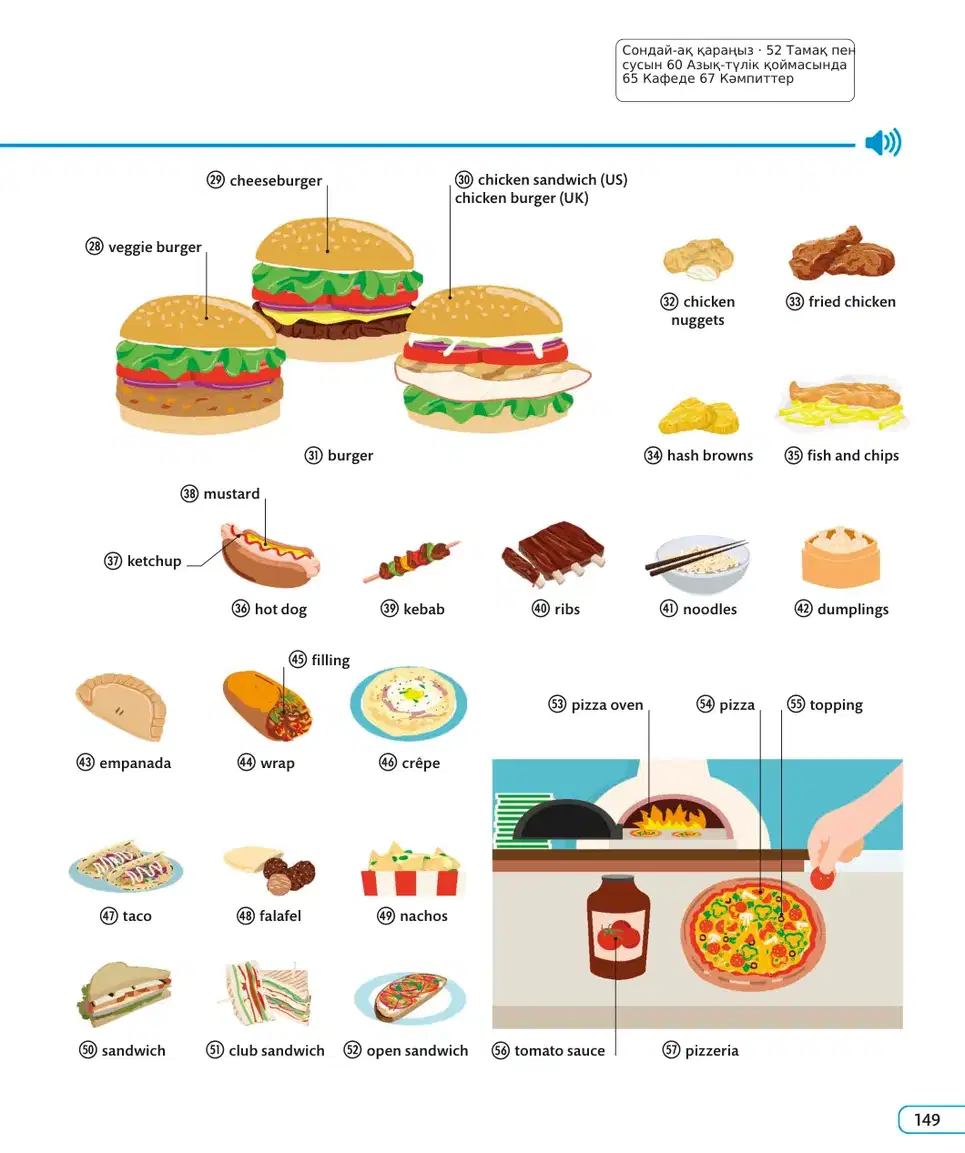 Сондай-ақ қараңыз · 52 Тамақ пен
сусын 60 Азық-түлік қоймасында
65 Кафеде 67 Кәмпиттер
29 cheeseburger
30 chicken sandwich (US)
chicken burger (UK)
28 veggie burger
32 chicken
nuggets
33 fried chicken
31 burger
34 hash browns
35 fish and chips
38 mustard
37 ketchup
36 hot dog
39 kebab
40 ribs
41 noodles
42 dumplings
45 filling
43 empanada
44 wrap
46 crêpe
53 pizza oven
54 pizza
55 topping
47 taco
48 falafel
49 nachos
50 sandwich
51 club sandwich
52 open sandwich
56 tomato sauce
57 pizzeria
149